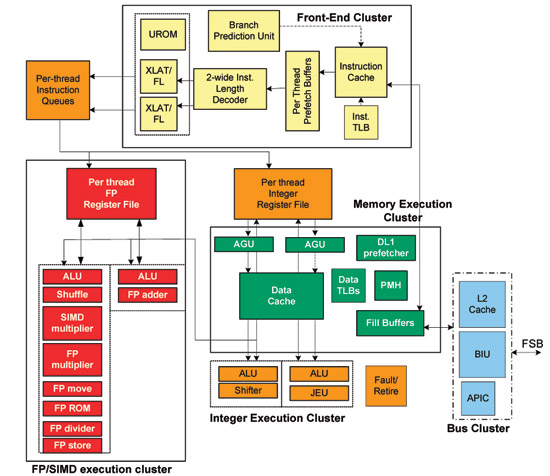 Front-End Cluster
UROM
Branch
Prediction Unit
XLAT/
FL
XLAT/
FL
2-wide Inst.
Length
Decoder
Per Thread
Prefetch Buffers
Instruction
Cache
Inst.
TLB
Per-thread
Instruction
Queues
Per thread
FP
Register File
Per thread
Integer
Register File
Memory Execution
Cluster
AGU
AGU
DL1
prefetcher
Data
Cache
Data
TLBs
PMH
Fill Buffers
ALU
Shuffle
SIMD
multiplier
FP
multiplier
FP move
FP ROM
FP divider
FP store
ALU
FP adder
L2
Cache
BIU
APIC
FSB
Bus Cluster
ALU
Shifter
ALU
JEU
Fault/
Retire
Integer Execution Cluster
FP/SIMD execution cluster